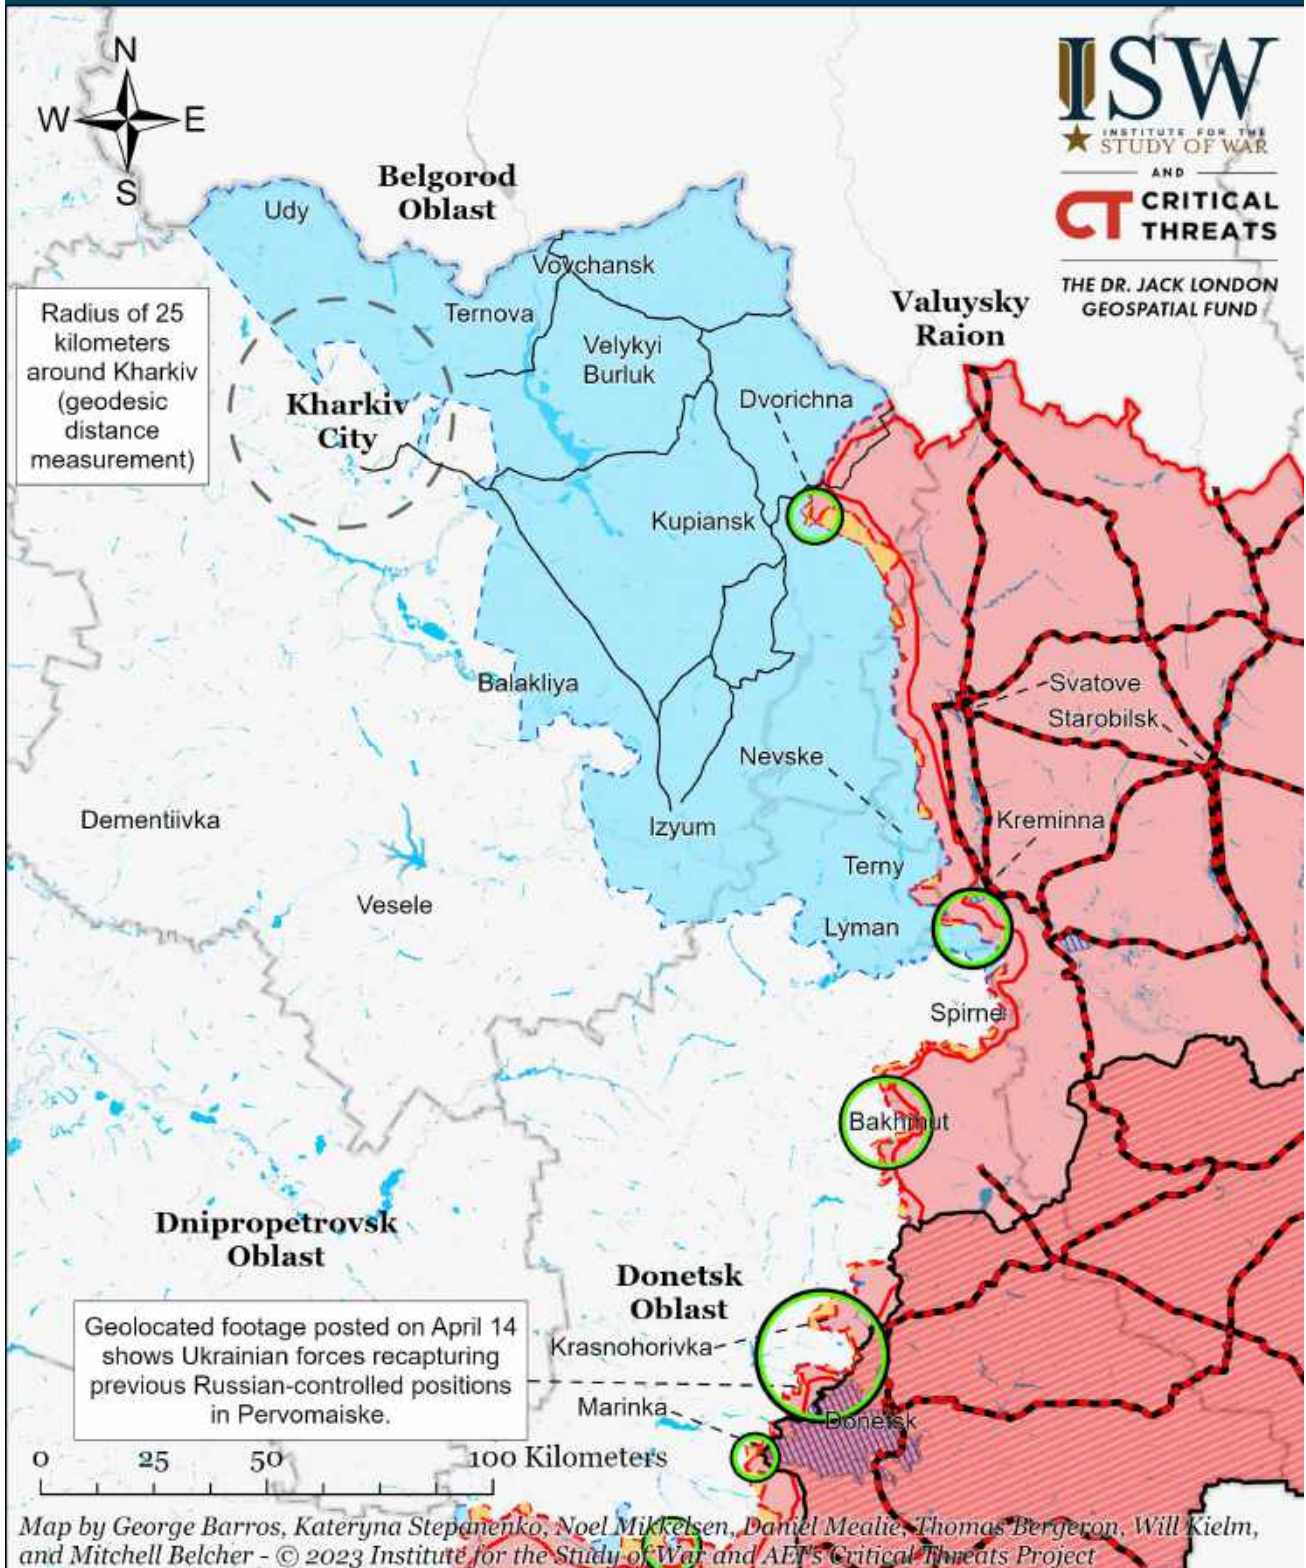 N
W
E
S
ISW
INSTITUTE FOR THE
STUDY OF WAR
AND
CT CRITICAL
THREATS
THE DR. JACK LONDON
GEOSPATIAL FUND
Belgorod
Oblast
Udy
Vovchansk
Ternova
Valuysky
Raion
Radius of 25
kilometers
around Kharkiv
(geodesic
distance
measurement)
Velykyi
Burluk
Kharkiv
City
Dvorichna
Kupiansk
Balakliya
Svatove
Starobilsk
Nevske
Dementiivka
Izyum
Kreminna
Terny
Vesele
Lyman
Spirne
Bakhmut
Dnipropetrovsk
Oblast
Donetsk
Oblast
Geolocated footage posted on April 14
shows Ukrainian forces recapturing
previous Russian-controlled positions
in Pervomaiske.
Krasnohorivka
Marinka
Donetsk
0 25 50 100 Kilometers
Map by George Barros, Kateryna Stepanenko, Noel Mikkelsen, Daniel Mealie, Thomas Bergeron, Will Kielm,
and Mitchell Belcher - © 2023 Institute for the Study of War and AEI's Critical Threats Project